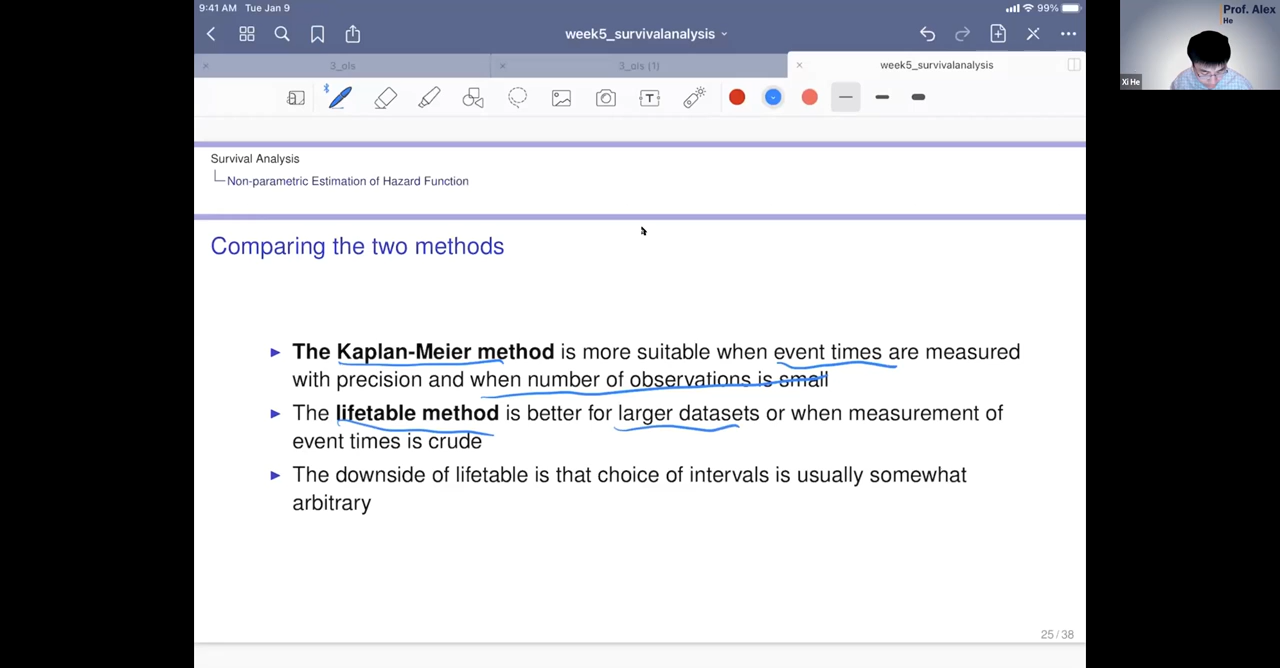 9:41 AM Tue Jan 9
99%
week5_survivalanalysis
3_ols
3_ols (1)
week5_survivalanalysis
Prof. Alex
He
Xi He
Survival Analysis
Non-parametric Estimation of Hazard Function
Comparing the two methods
The Kaplan-Meier method is more suitable when event times are measured
with precision and when number of observations is small
The lifetable method is better for larger datasets or when measurement of
event times is crude
The downside of lifetable is that choice of intervals is usually somewhat
arbitrary
25/38